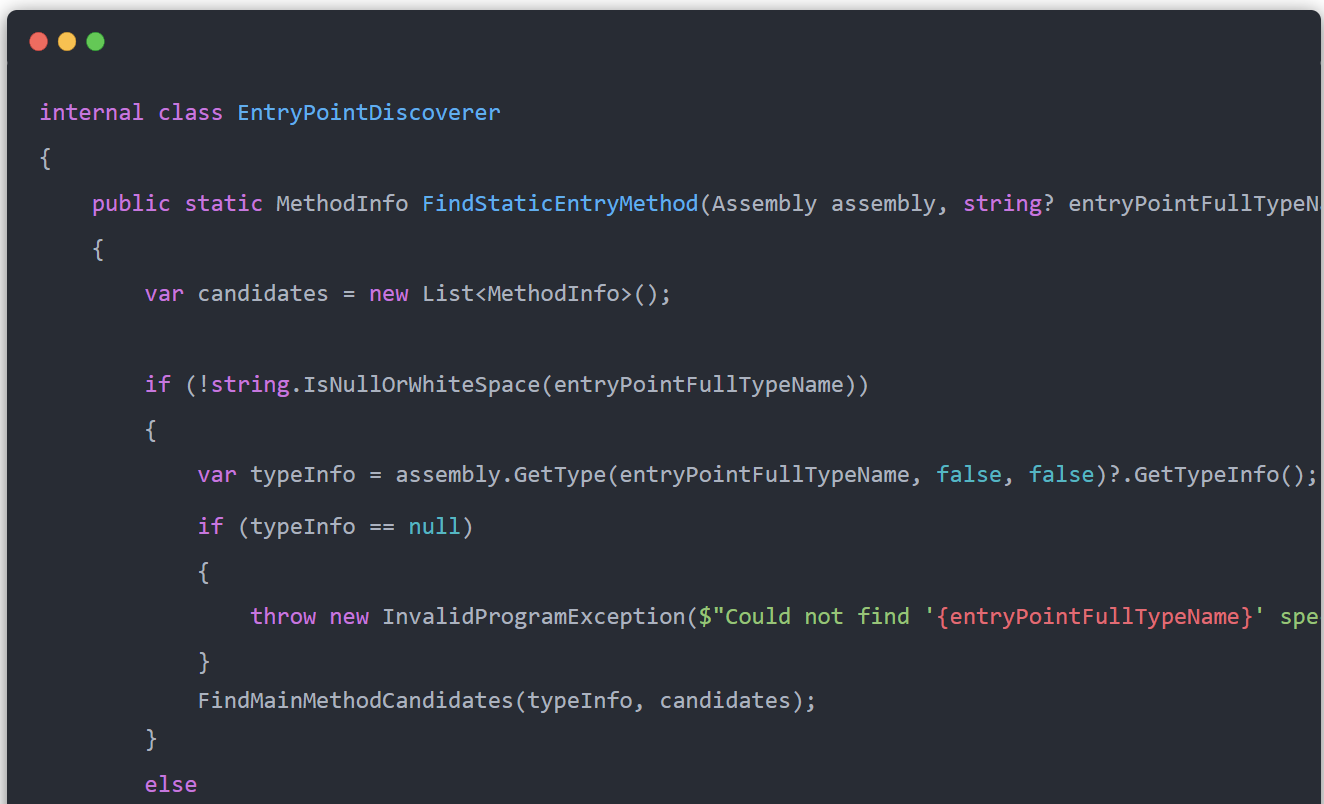 internal class EntryPointDiscoverer
{
    public static MethodInfo FindStaticEntryMethod(Assembly assembly, string? entryPointFullTypeN
    {
        var candidates = new List<MethodInfo>();

        if (!string.IsNullOrWhiteSpace(entryPointFullTypeName))
        {
            var typeInfo = assembly.GetType(entryPointFullTypeName, false, false)?.GetTypeInfo();
            if (typeInfo == null)
            {
                throw new InvalidProgramException($"Could not find '{entryPointFullTypeName}' spe
            }
            FindMainMethodCandidates(typeInfo, candidates);
        }
        else